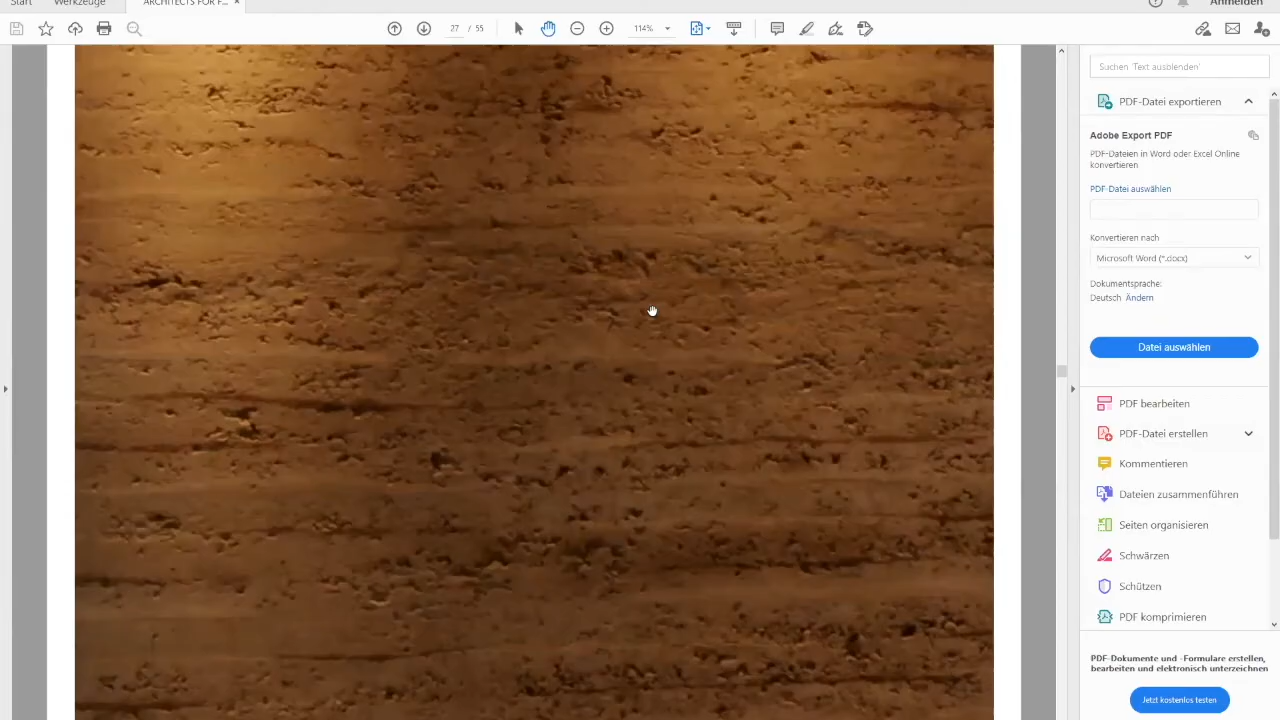 Start
Werkzeuge
ARCHITECTS FOR F...
Anmelden
27 / 55
114%
Suchen 'Text ausblenden'
PDF-Datei exportieren
Adobe Export PDF
PDF-Dateien in Word oder Excel Online
konvertieren
PDF-Datei auswählen
Konvertieren nach
Microsoft Word (*.docx)
Dokumentsprache:
Deutsch Ändern
Datei auswählen
PDF bearbeiten
PDF-Datei erstellen
Kommentieren
Dateien zusammenführen
Seiten organisieren
Schwärzen
Schützen
PDF komprimieren
PDF-Dokumente und -Formulare erstellen,
bearbeiten und elektronisch unterzeichnen
Jetzt kostenlos testen